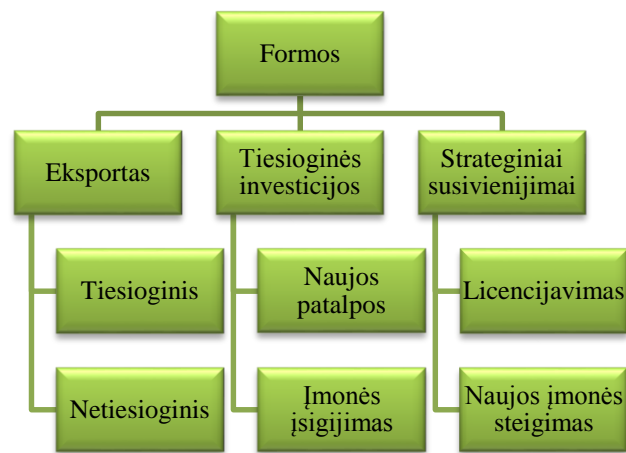 Formos
Eksportas
Tiesioginis
Netiesioginis
Tiesioginės
investicijos
Naujos
patalpos
Įmonės
įsigijimas
Strateginiai
susivienijimai
Licencijavimas
Naujos įmonės
steigimas